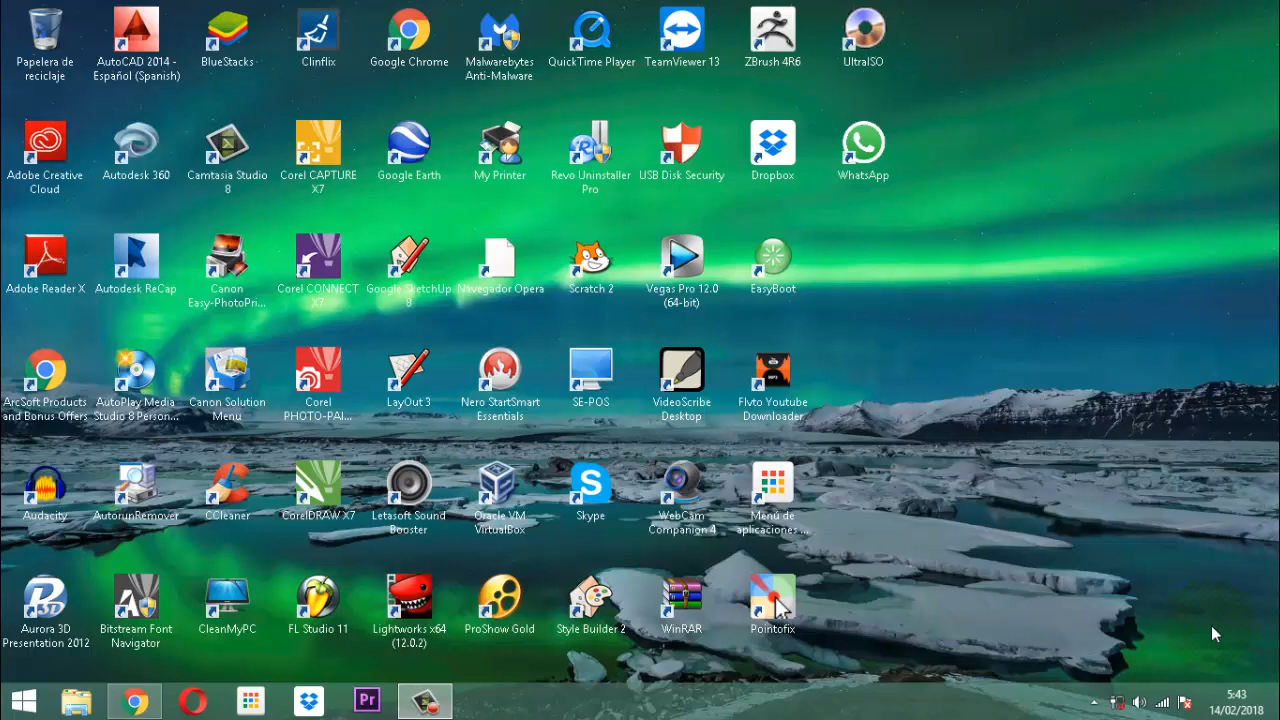 Papelera de
reciclaje
AutoCAD 2014 -
Español (Spanish)
BlueStacks
Clinflix
Google Chrome
Malwarebytes
Anti-Malware
QuickTime Player
TeamViewer 13
ZBrush 4R6
UltraISO
Adobe Creative
Cloud
Autodesk 360
Camtasia Studio
8
Corel CAPTURE
X7
Google Earth
My Printer
Revo Uninstaller
Pro
USB Disk Security
Dropbox
WhatsApp
Adobe Reader X
Autodesk ReCap
Canon
Easy-PhotoPri...
Corel CONNECT
X7
Google SketchUp
8
Navegador Opera
Scratch 2
Vegas Pro 12.0
(64-bit)
EasyBoot
ArcSoft Products
and Bonus Offers
AutoPlay Media
Studio 8 Person...
Canon Solution
Menu
Corel
PHOTO-PAI...
LayOut 3
Nero StartSmart
Essentials
SE-POS
VideoScribe
Desktop
Flvto Youtube
Downloader
Audacity
AutorunRemover
CCleaner
CorelDRAW X7
Letasoft Sound
Booster
Oracle VM
VirtualBox
Skype
WebCam
Companion 4
Menú de
aplicaciones ...
Aurora 3D
Presentation 2012
Bitstream Font
Navigator
CleanMyPC
FL Studio 11
Lightworks x64
(12.0.2)
ProShow Gold
Style Builder 2
WinRAR
Pointofix
Pr
5:43
14/02/2018